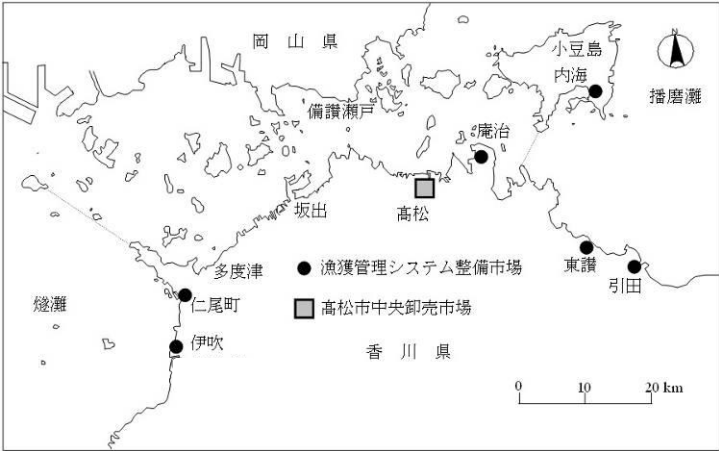 岡 山 県
小豆島
N
内海
播磨灘
備讃瀬戸
庵治
坂出
髙松
多度津
漁獲管理システム整備市場
東讃
引田
燧灘
仁尾町
髙松市中央卸売市場
伊吹
香 川 県
0 10 20 km